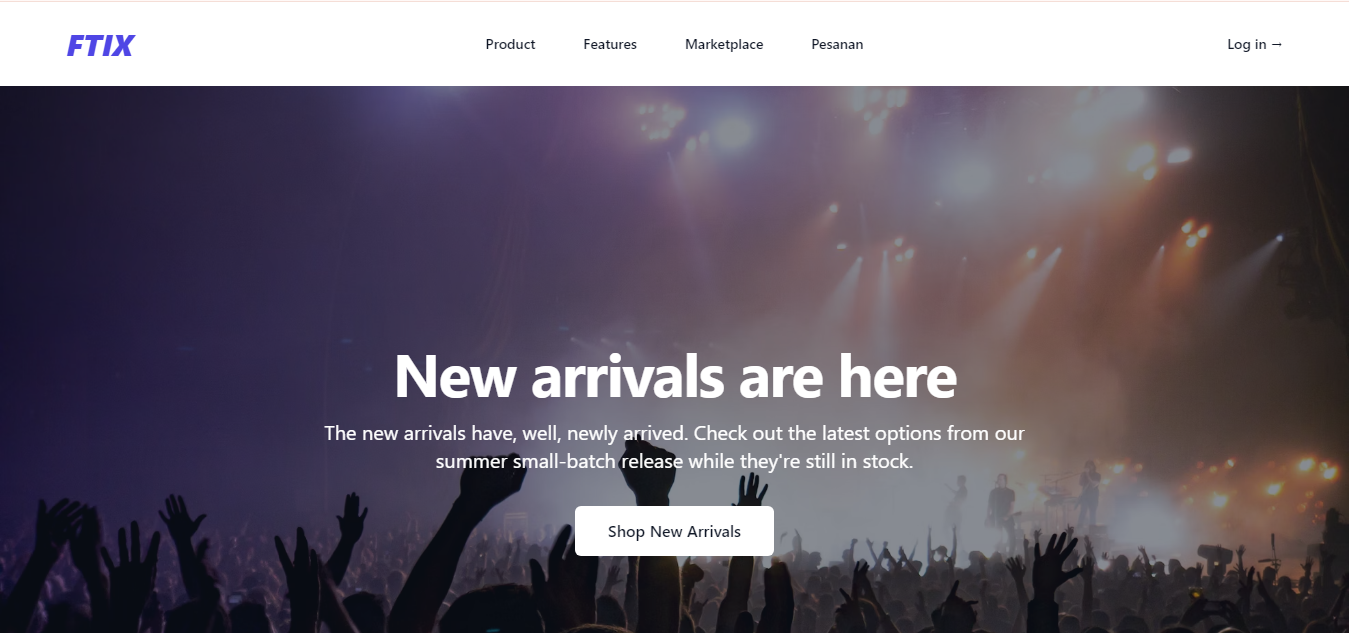 FTIX
Product
Features
Marketplace
Pesanan
Log in →
New arrivals are here
The new arrivals have, well, newly arrived. Check out the latest options from our
summer small-batch release while they're still in stock.
Shop New Arrivals